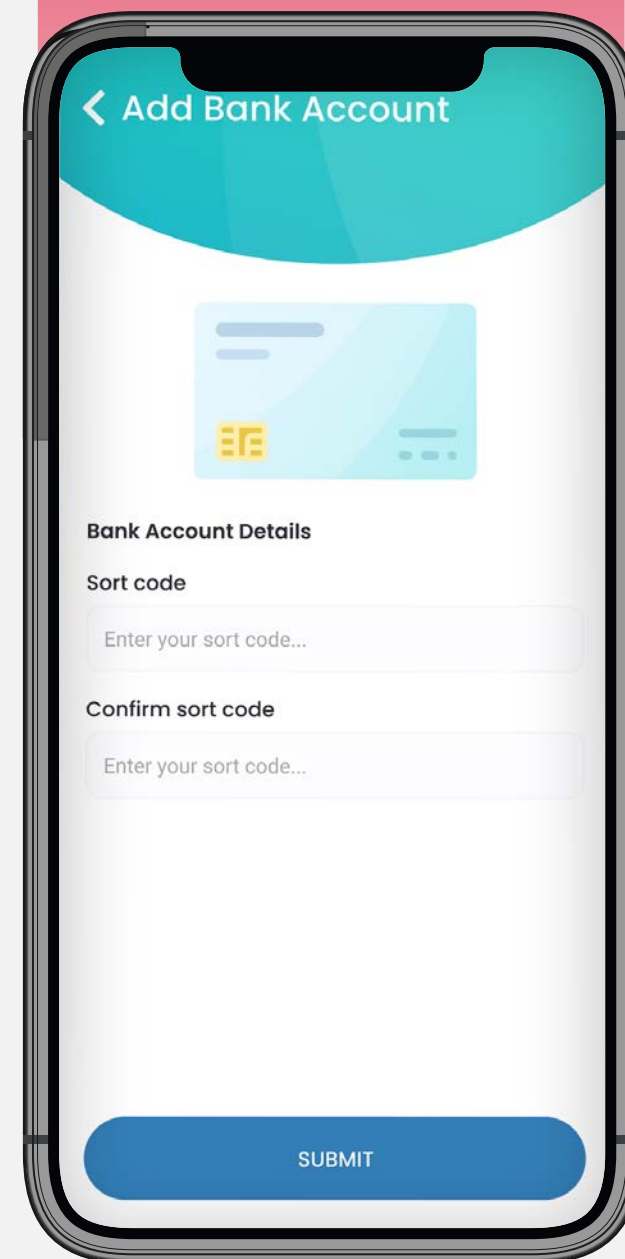 Add Bank Account
Bank Account Details
Sort code
Enter your sort code...
Confirm sort code
Enter your sort code...
SUBMIT